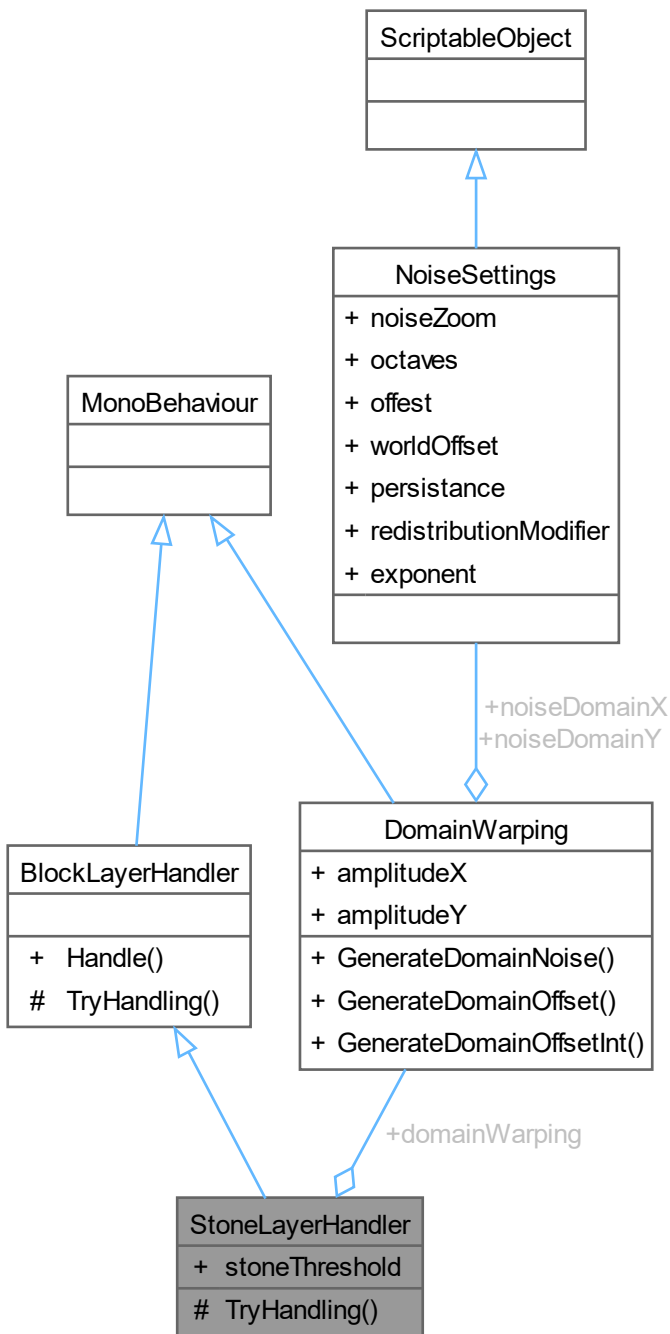 ScriptableObject
NoiseSettings
+ noiseZoom
+ octaves
+ offest
+ worldOffset
+ persistance
+ redistributionModifier
+ exponent
MonoBehaviour
+noiseDomainX
+noiseDomainY
DomainWarping
+ amplitudeX
+ amplitudeY
+ GenerateDomainNoise()
+ GenerateDomainOffset()
+ GenerateDomainOffsetInt()
BlockLayerHandler
+ Handle()
# TryHandling()
+domainWarping
StoneLayerHandler
+ stoneThreshold
# TryHandling()